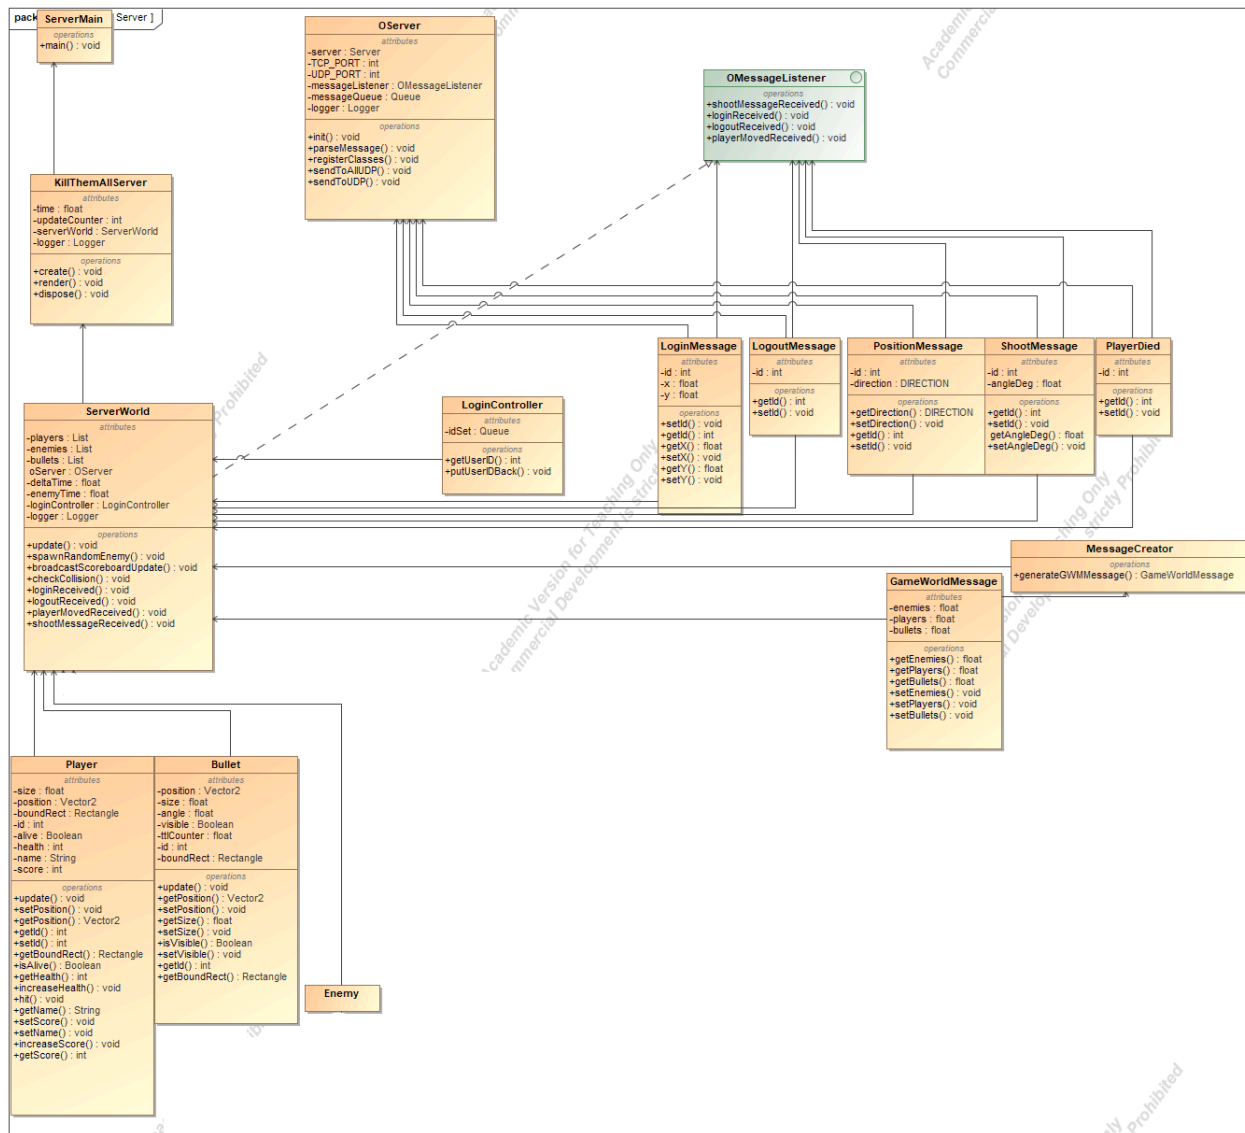 pack
Server ]
ServerMain
operations
+main() : void
OServer
attributes
-server : Server
-TCP_PORT : int
-UDP_PORT : int
-messageListener : OMessageListener
-messageQueue : Queue
-logger : Logger
operations
+init() : void
+parseMessage() : void
+registerClasses() : void
+sendToAllUDP() : void
+sendToUDP() : void
OMessageListener
operations
+shootMessageReceived() : void
+loginReceived() : void
+logoutReceived() : void
+playerMovedReceived() : void
KillThemAllServer
attributes
-time : float
-updateCounter : int
-serverWorld : ServerWorld
-logger : Logger
operations
+create() : void
+render() : void
+dispose() : void
LoginMessage
attributes
-id : int
-x : float
-y : float
operations
+setId() : void
+getId() : int
+getX() : float
+setX() : void
+getY() : float
+setY() : void
LogoutMessage
attributes
-id : int
operations
+getId() : int
+setId() : void
PositionMessage
attributes
-id : int
-direction : DIRECTION
operations
+getDirection() : DIRECTION
+setDirection() : void
+getId() : int
+setId() : void
ShootMessage
attributes
-id : int
-angleDeg : float
operations
+getId() : int
+setId() : void
getAngleDeg() : float
+setAngleDeg() : void
PlayerDied
attributes
-id : int
operations
+getId() : int
+setId() : void
ServerWorld
attributes
-players : List
-enemies : List
-bullets : List
oServer : OServer
-deltaTime : float
-enemyTime : float
-loginController : LoginController
-logger : Logger
operations
+update() : void
+spawnRandomEnemy() : void
+broadcastScoreboardUpdate() : void
+checkCollision() : void
+loginReceived() : void
+logoutReceived() : void
+playerMovedReceived() : void
+shootMessageReceived() : void
LoginController
attributes
-idSet : Queue
operations
+getUserID() : int
+putUserIDBack() : void
MessageCreator
operations
+generateGWMMessage() : GameWorldMessage
GameWorldMessage
attributes
-enemies : float
-players : float
-bullets : float
operations
+getEnemies() : float
+getPlayers() : float
+getBullets() : float
+setEnemies() : void
+setPlayers() : void
+setBullets() : void
Player
attributes
-size : float
-position : Vector2
-boundRect : Rectangle
-id : int
-alive : Boolean
-health : int
-name : String
-score : int
operations
+update() : void
+setPosition() : void
+getPosition() : Vector2
+getId() : int
+setId() : int
+getBoundRect() : Rectangle
+isAlive() : Boolean
+getHealth() : int
+increaseHealth() : void
+hit() : void
+getName() : String
+setScore() : void
+setName() : void
+increaseScore() : void
+getScore() : int
Bullet
attributes
-position : Vector2
-size : float
-angle : float
-visible : Boolean
-ttlCounter : float
-id : int
-boundRect : Rectangle
operations
+update() : void
+getPosition() : Vector2
+setPosition() : void
+getSize() : float
+setSize() : void
+isVisible() : Boolean
+setVisible() : void
+getId() : int
+getBoundRect() : Rectangle
Enemy
Academic Version for Teaching Only
Commercial Development is strictly Prohibited